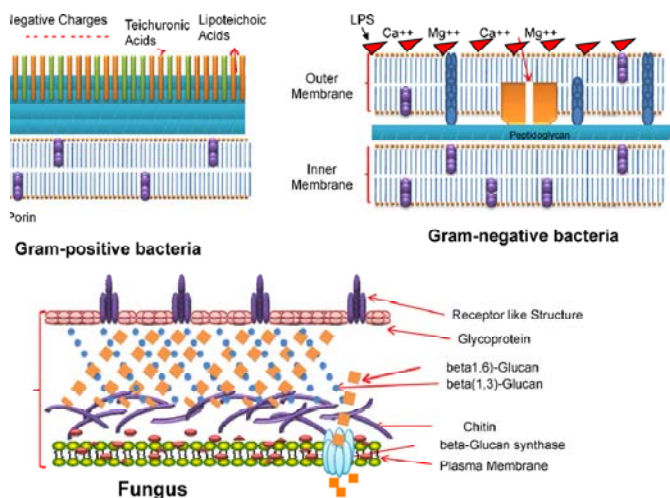 Negative Charges
Teichuronic
Acids
Lipoteichoic
Acids
Porin
Gram-positive bacteria
LPS
Ca++ Mg++ Ca++ Mg++
Outer
Membrane
Peptidoglycan
Inner
Membrane
Gram-negative bacteria
Receptor like Structure
Glycoprotein
beta1.6)-Glucan
beta(1,3)-Glucan
Chitin
beta-Glucan synthase
Plasma Membrane
Fungus